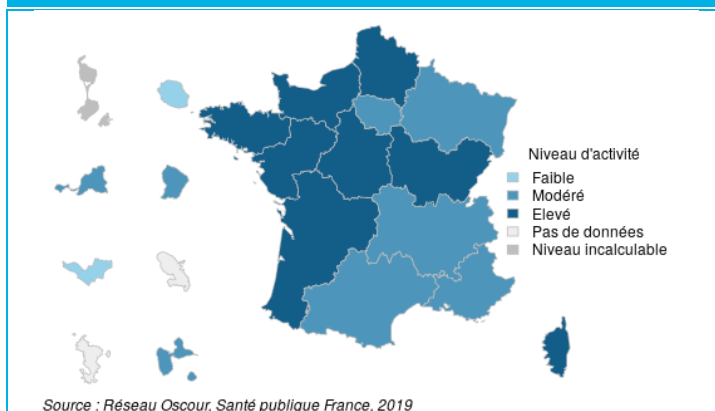 Niveau d'activité
Faible
Modéré
Elevé
Pas de données
Niveau incalculable
Source : Réseau Oscour, Santé publique France, 2019